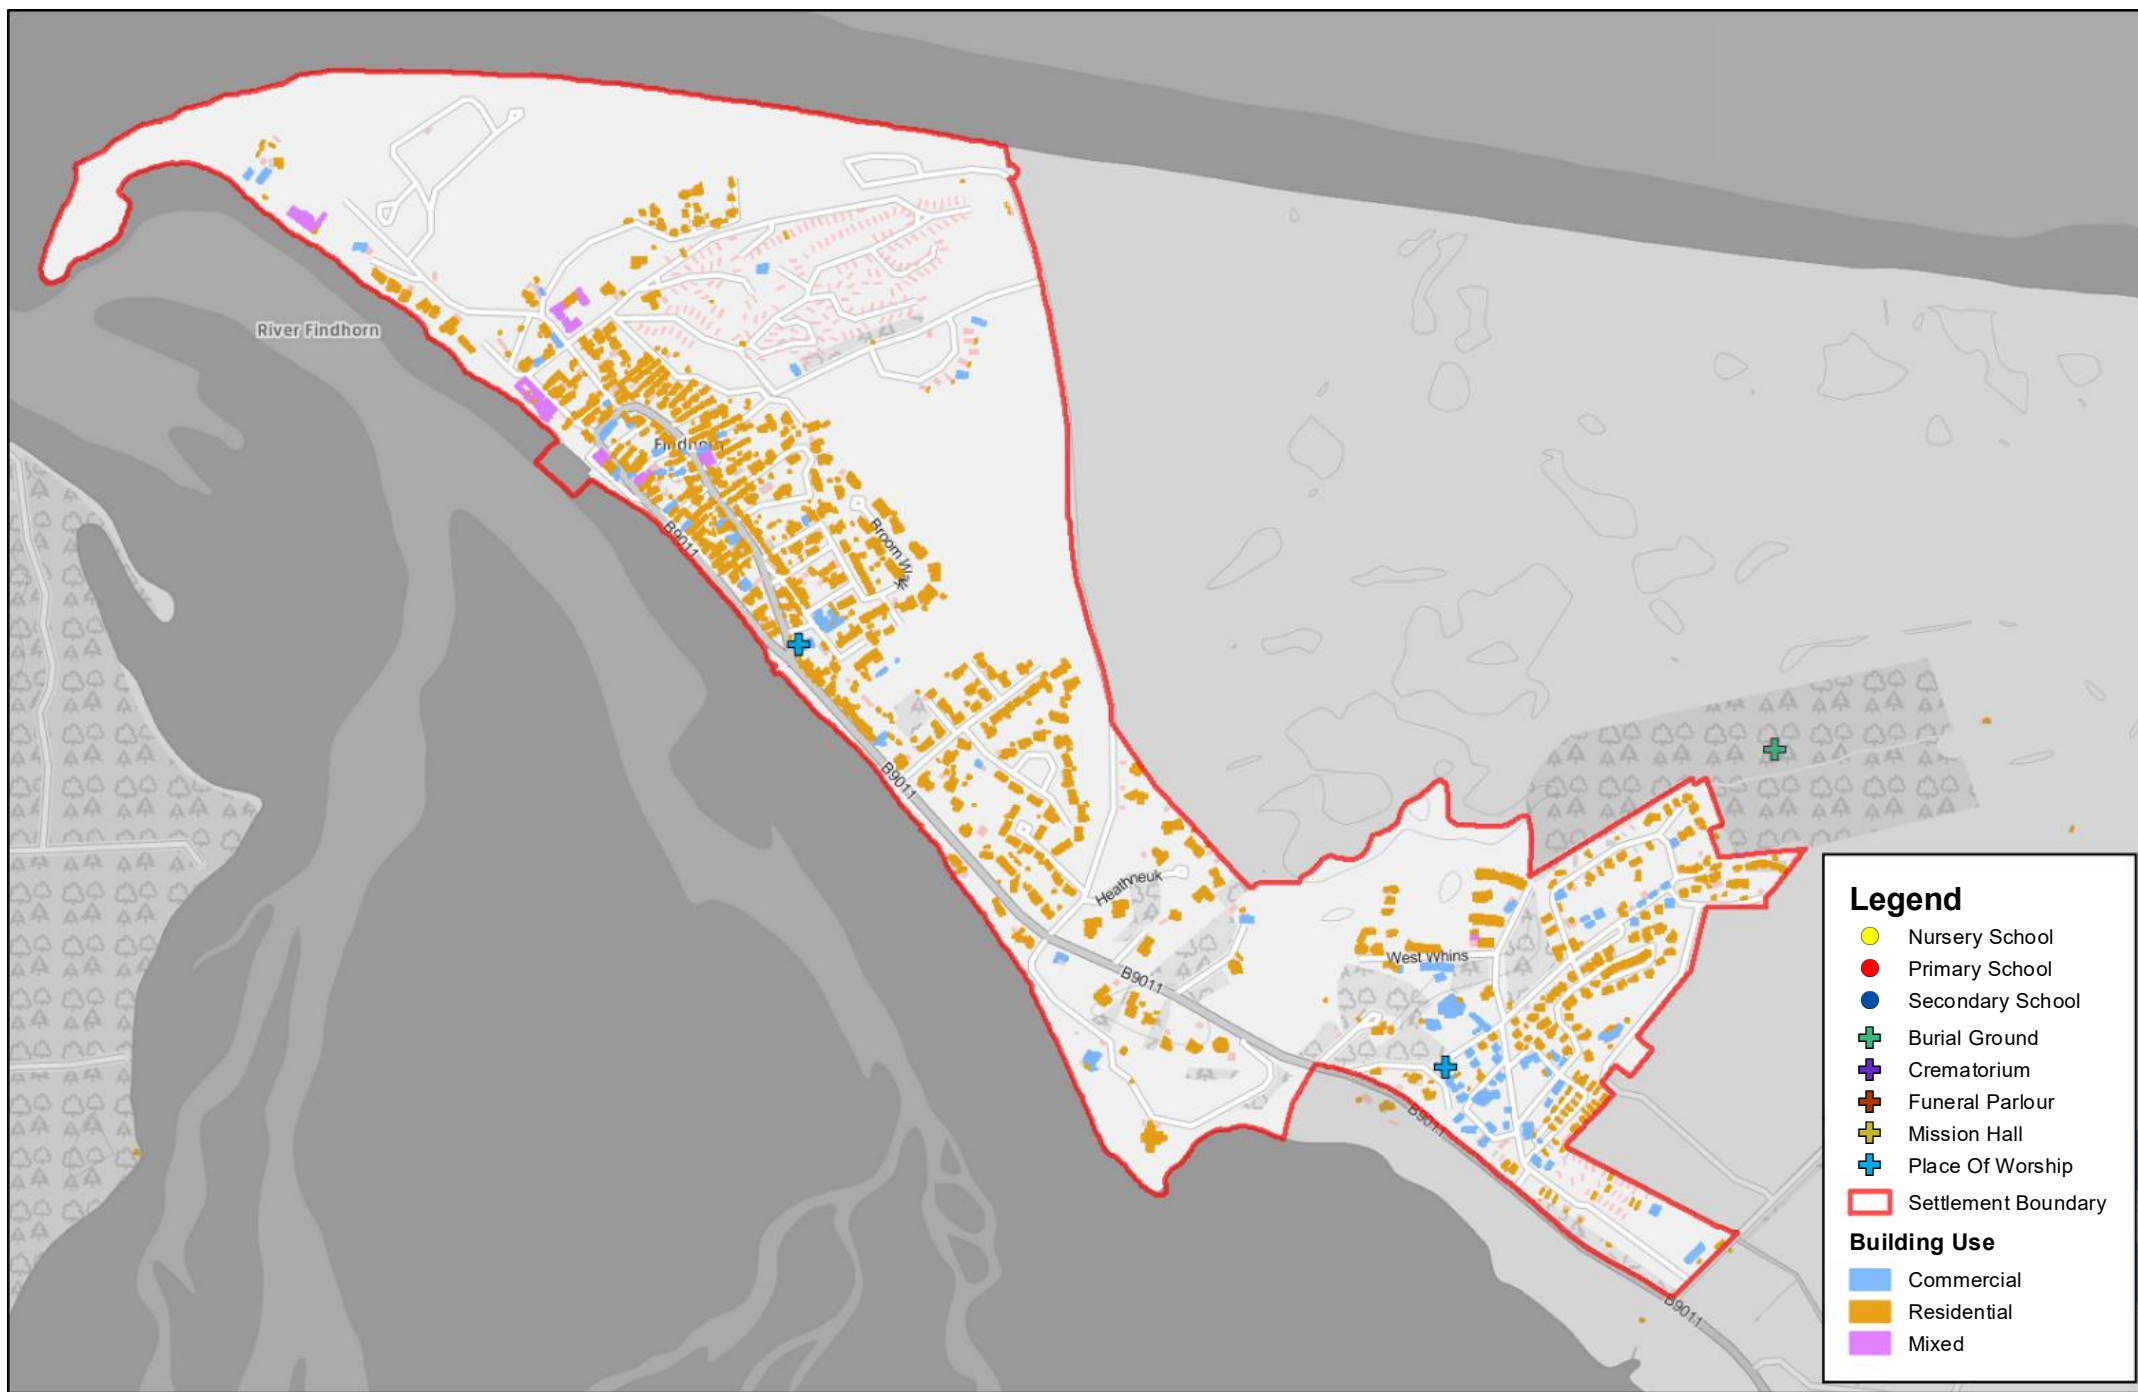 River Findhorn
Findhorn
B9011
Broom Way
B9011
Heathneuk
B9011
West Whins
B9011
B9011
Legend
Nursery School
Primary School
Secondary School
Burial Ground
Crematorium
Funeral Parlour
Mission Hall
Place Of Worship
Settlement Boundary
Building Use
Commercial
Residential
Mixed